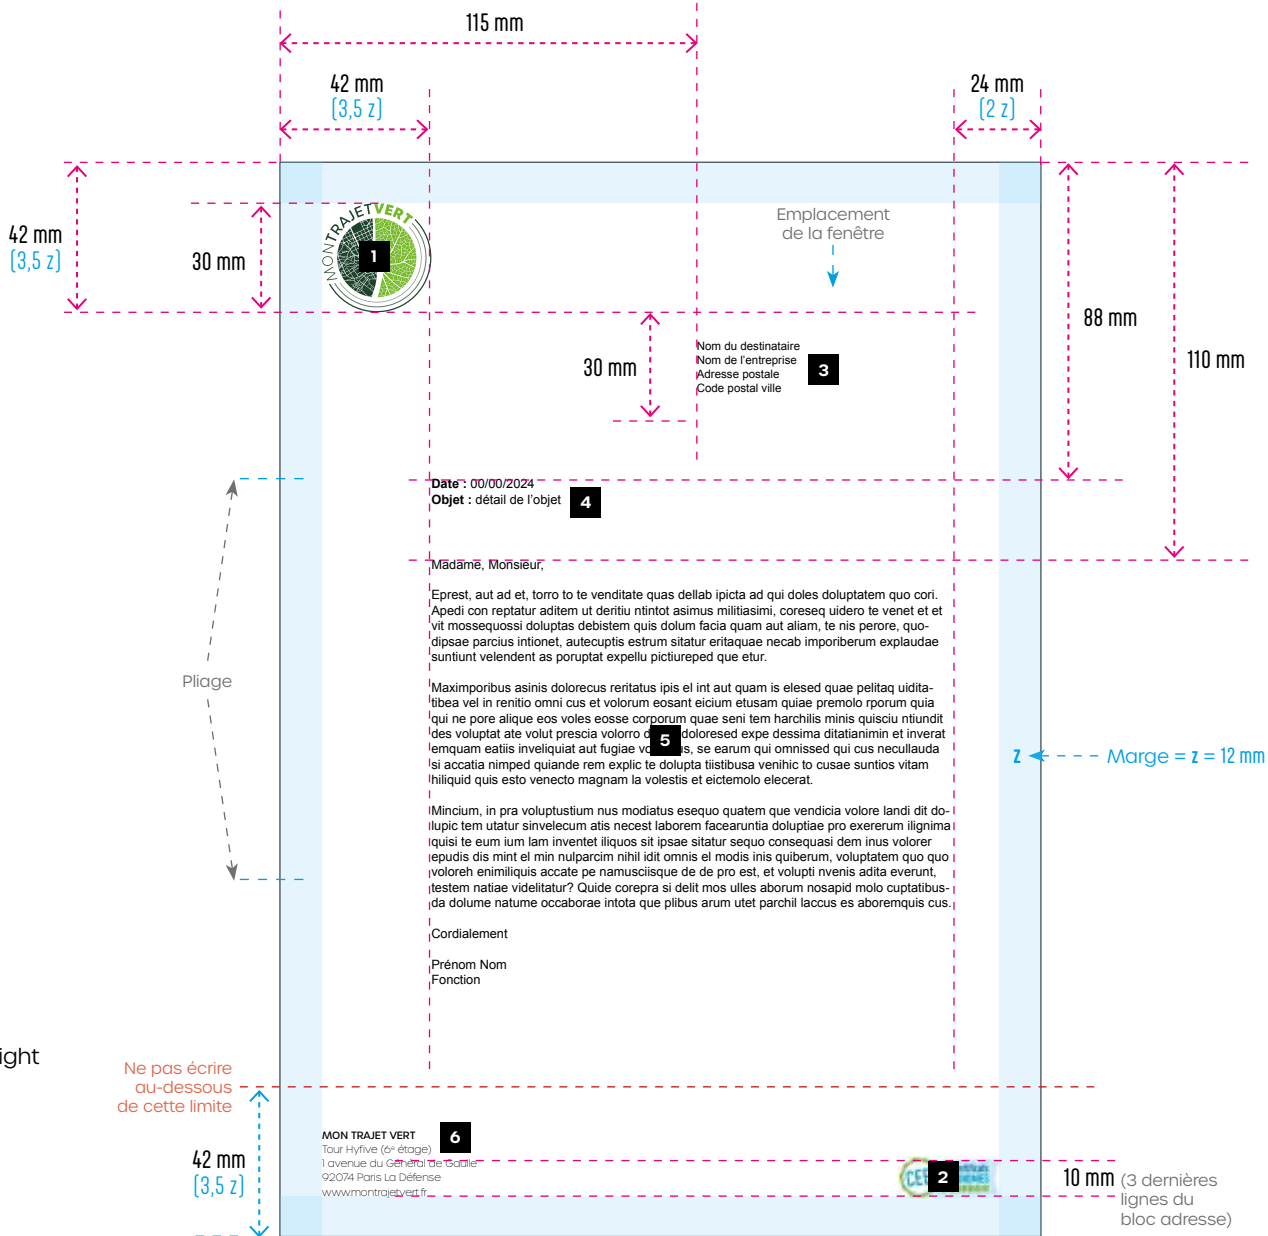 115 mm
42 mm
(3,5 z)
24 mm
(2 z)
42 mm
(3,5 z)
30 mm
MONTRAJETVERT
1
Emplacement
de la fenêtre
88 mm
110 mm
30 mm
Nom du destinataire
Nom de l'entreprise
Adresse postale
Code postal ville
3
Date : 00/00/2024
Objet : détail de l'objet
4
Madame, Monsieur,
Eprest, aut ad et, torro to te venditate quas dellab ipicta ad qui doles doluptatem quo cori.
Apedi con reptatur aditem ut deritiu ntintot asimus militiasimi, coreseq uidero te venet et et
vit mossequossi doluptas debistem quis dolum facia quam aut aliam, te nis perore, quo-
dipsae parcius intionet, autecuptis estrum sitatur eritaquae necab imporiberum explaudae
suntiunt velendent as poruptat expellu pictiureped que etur.
Pliage
Maximporibus asinis dolorecus reritatus ipis el int aut quam is elesed quae pelitaq uidita-
tibea vel in renitio omni cus et volorum eosant eicium etusam quiae premolo rporum quia
qui ne pore alique eos voles eosse corporum quae seni tem harchilis minis quisciu ntiundit
des voluptat ate volut prescia volorro d doloresed expe dessima ditatianimin et inverat
5
emquam eatiis inveliquiat aut fugiae vo s, se earum qui omnissed qui cus necullauda
si accatia nimped quiande rem explic te dolupta tiistibusa venihic to cusae suntios vitam
hiliquid quis esto venecto magnam la volestis et eictemolo elecerat.
z
Marge = z = 12 mm
Mincium, in pra voluptustium nus modiatus esequo quatem que vendicia volore landi dit do-
lupic tem utatur sinvelecum atis necest laborem facearuntia doluptiae pro exererum ilignima
quisi te eum ium lam inventet iliquos sit ipsae sitatur sequo consequasi dem inus volorer
epudis dis mint el min nulparcim nihil idit omnis el modis inis quiberum, voluptatem quo quo
voloreh enimiliquis accate pe namusciisque de de pro est, et volupti nvenis adita everunt,
testem natiae videlitatur? Quide corepra si delit mos ulles aborum nosapid molo cuptatibus-
da dolume natume occaborae intota que plibus arum utet parchil laccus es aboremquis cus.
Cordialement
Prénom Nom
Fonction
ight
Ne pas écrire
au-dessous
de cette limite
42 mm
(3,5 z)
MON TRAJET VERT
6
Tour Hyfive (6e étage)
1 avenue du Général de Gaulle
92074 Paris La Défense
www.montrajetvert.fr
CEE
2
10 mm (3 dernières
lignes du
bloc adresse)